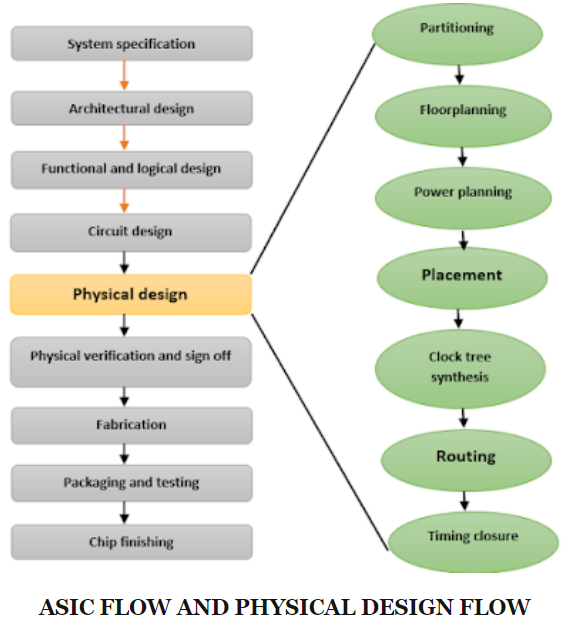 System specification
Architectural design
Functional and logical design
Circuit design
Physical design
Physical verification and sign off
Fabrication
Packaging and testing
Chip finishing
Partitioning
Floorplanning
Power planning
Placement
Clock tree
synthesis
Routing
Timing closure
ASIC FLOW AND PHYSICAL DESIGN FLOW